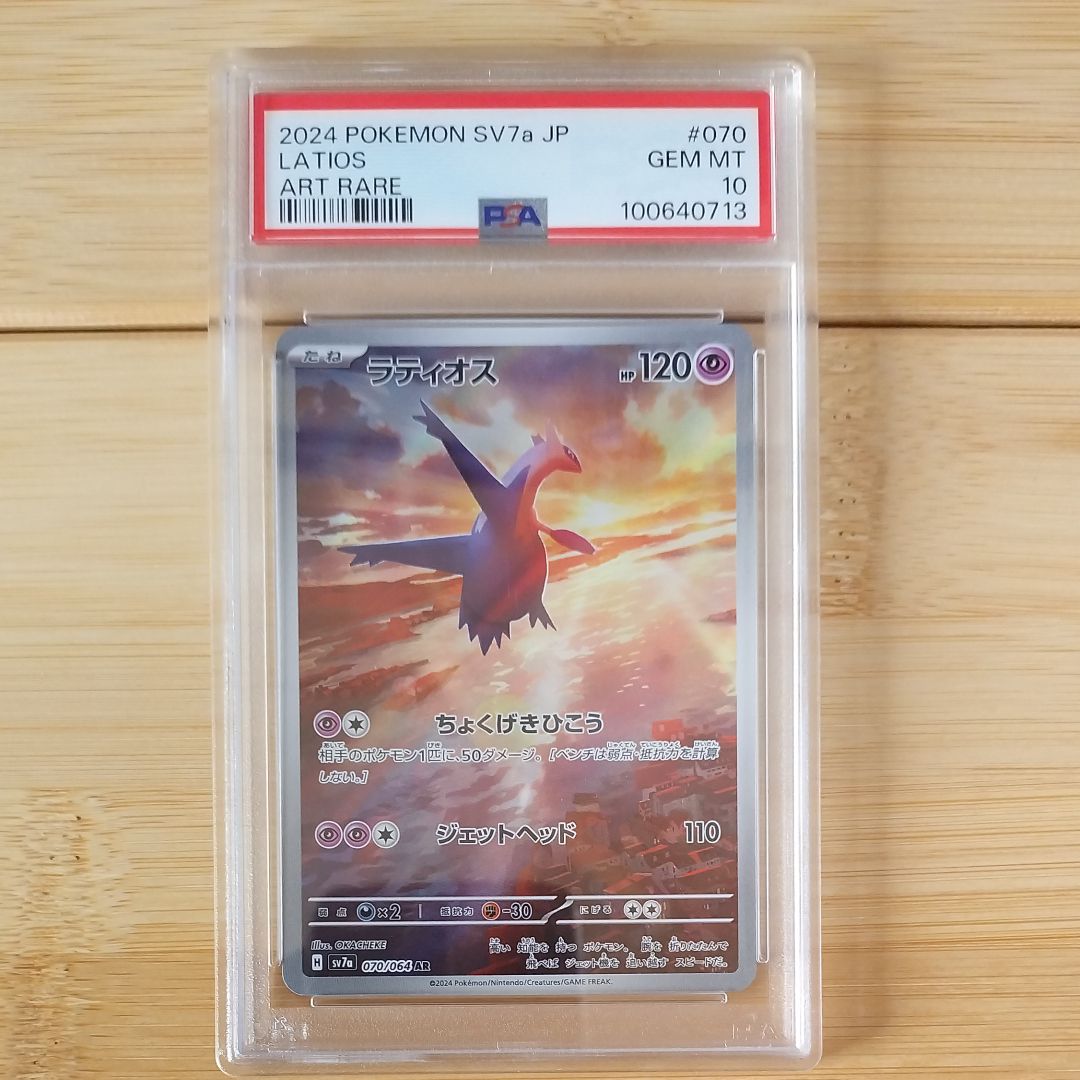 2024 POKEMON SV7a JP #070
LATIOS GEM MT
ART RARE 10
PSA 100640713
たね ラティオス HP 120
ちょくげきひこう
相手のポケモン1匹に、50ダメージ。[ベンチは弱点・抵抗力を計算
しない。]
ジェットヘッド 110
弱点 ×2 抵抗力 -30 にげる
Illus. OKACHEKE
高い 知能を 持つ ポケモン。 腕を 折りたたんで
飛べば ジェット機を 追い越す スピードだ。
H sv7a 070/064 AR
©2024 Pokémon/Nintendo/Creatures/GAME FREAK.